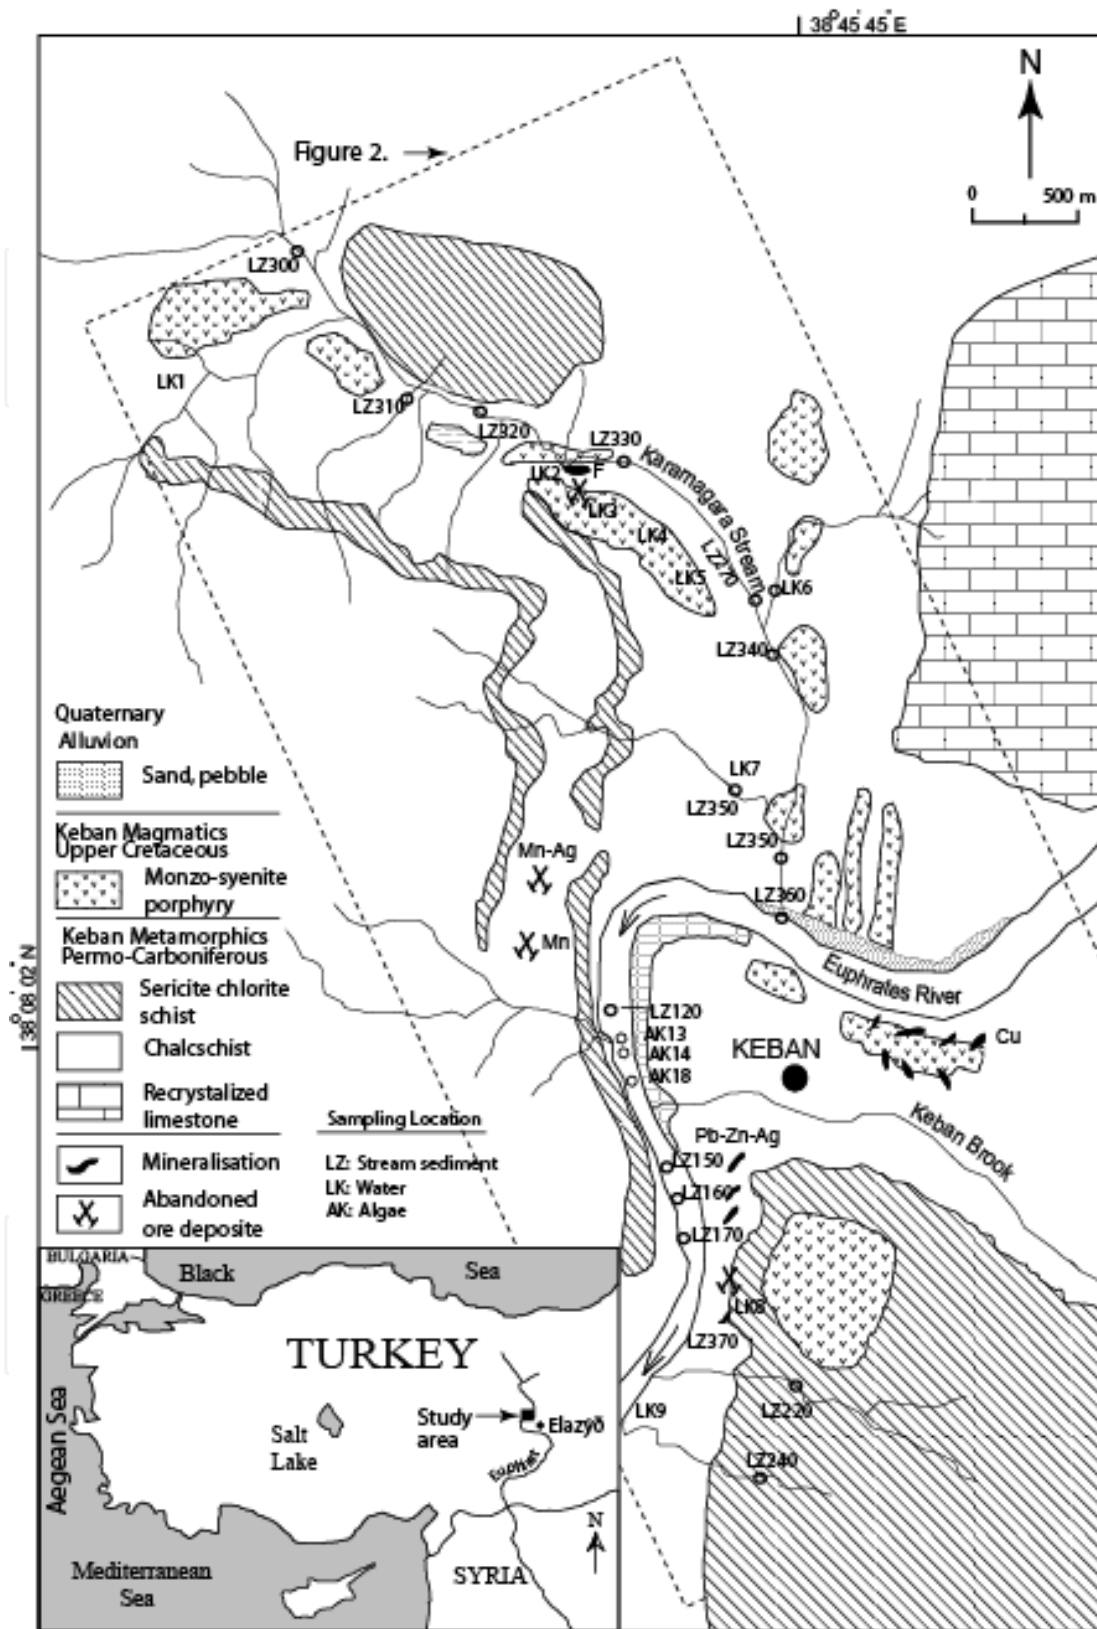 38° 45' 45" E
N
Figure 2.
0 500 m
LZ300
LK1
LZ310
LZ320
LZ330
Karamagara Stream
LK2
F
LK3
LK4
LK5
LZ270
LK6
LZ340
LK7
LZ350
LZ350
LZ360
Mn-Ag
Mn
Euphrales River
LZ120
AK13
AK14
AK18
KEBAN
Cu
Keban Brook
Pb-Zn-Ag
LZ150
LZ160
LZ170
LK8
LZ370
LK9
LZ220
LZ240
38° 08' 02" N
Quaternary
Alluvion
Sand, pebble
Keban Magmatics
Upper Cretaceous
Monzo-syenite
porphyry
Keban Metamorphics
Permo-Carboniferous
Sericite chlorite
schist
Chalcschist
Recrystalized
limestone
Mineralisation
Abandoned
ore deposite
Sampling Location
LZ: Stream sediment
LK: Water
AK: Algae
BULGARIA
GREECE
Black Sea
TURKEY
Aegean Sea
Salt
Lake
Study
area
Elazýð
Euphrat
N
Mediterranean
Sea
SYRIA